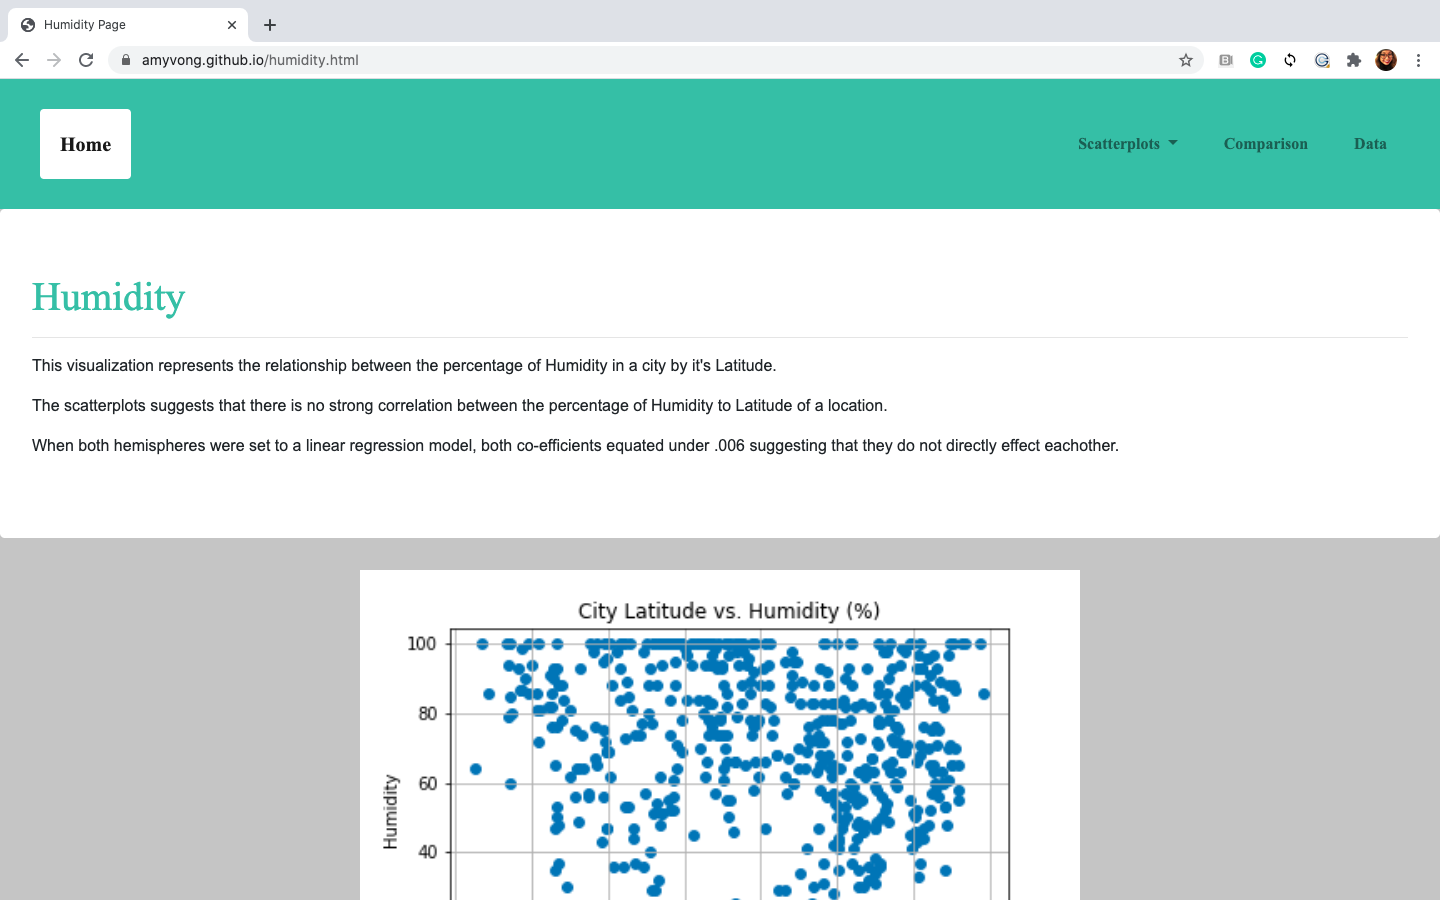 Humidity Page
amyvong.github.io/humidity.html
Home
Scatterplots
Comparison
Data
Humidity
This visualization represents the relationship between the percentage of Humidity in a city by it's Latitude.
The scatterplots suggests that there is no strong correlation between the percentage of Humidity to Latitude of a location.
When both hemispheres were set to a linear regression model, both co-efficients equated under .006 suggesting that they do not directly effect eachother.
City Latitude vs. Humidity (%)
100
80
60
Humidity
40